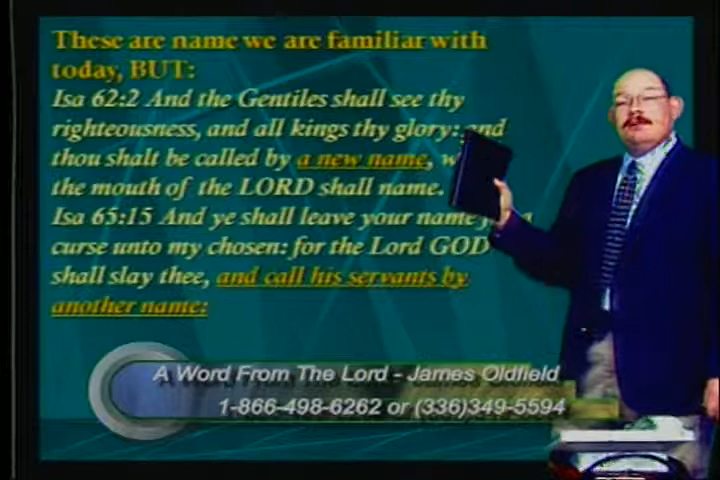 These are name we are familiar with
today, BUT:
Isa 62:2 And the Gentiles shall see thy
righteousness, and all kings thy glory: and
thou shalt be called by a new name,
the mouth of the LORD shall name.
Isa 65:15 And ye shall leave your name
curse unto my chosen: for the Lord GOD
shall slay thee, and call his servants by
another name:
A Word From The Lord - James Oldfield
1-866-498-6262 or (336)349-5594